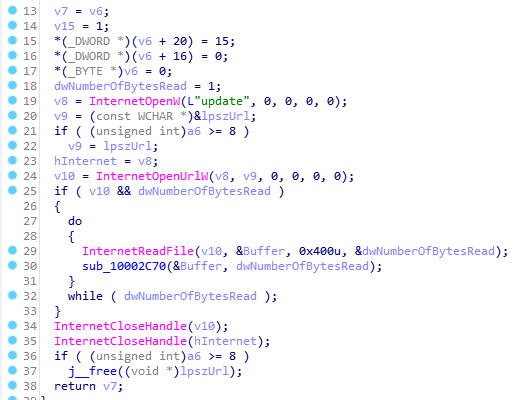 13 v7 = v6;
14 v15 = 1;
15 *(_DWORD *)(v6 + 20) = 15;
16 *(_DWORD *)(v6 + 16) = 0;
17 *(_BYTE *)v6 = 0;
18 dwNumberOfBytesRead = 1;
19 v8 = InternetOpenW(L"update", 0, 0, 0, 0);
20 v9 = (const WCHAR *)&lpszUrl;
21 if ( (unsigned int)a6 >= 8 )
22 v9 = lpszUrl;
23 hInternet = v8;
24 v10 = InternetOpenUrlW(v8, v9, 0, 0, 0, 0);
25 if ( v10 && dwNumberOfBytesRead )
26 {
27 do
28 {
29 InternetReadFile(v10, &Buffer, 0x400u, &dwNumberOfBytesRead);
30 sub_10002C70(&Buffer, dwNumberOfBytesRead);
31 }
32 while ( dwNumberOfBytesRead );
33 }
34 InternetCloseHandle(v10);
35 InternetCloseHandle(hInternet);
36 if ( (unsigned int)a6 >= 8 )
37 j__free((void *)lpszUrl);
38 return v7;